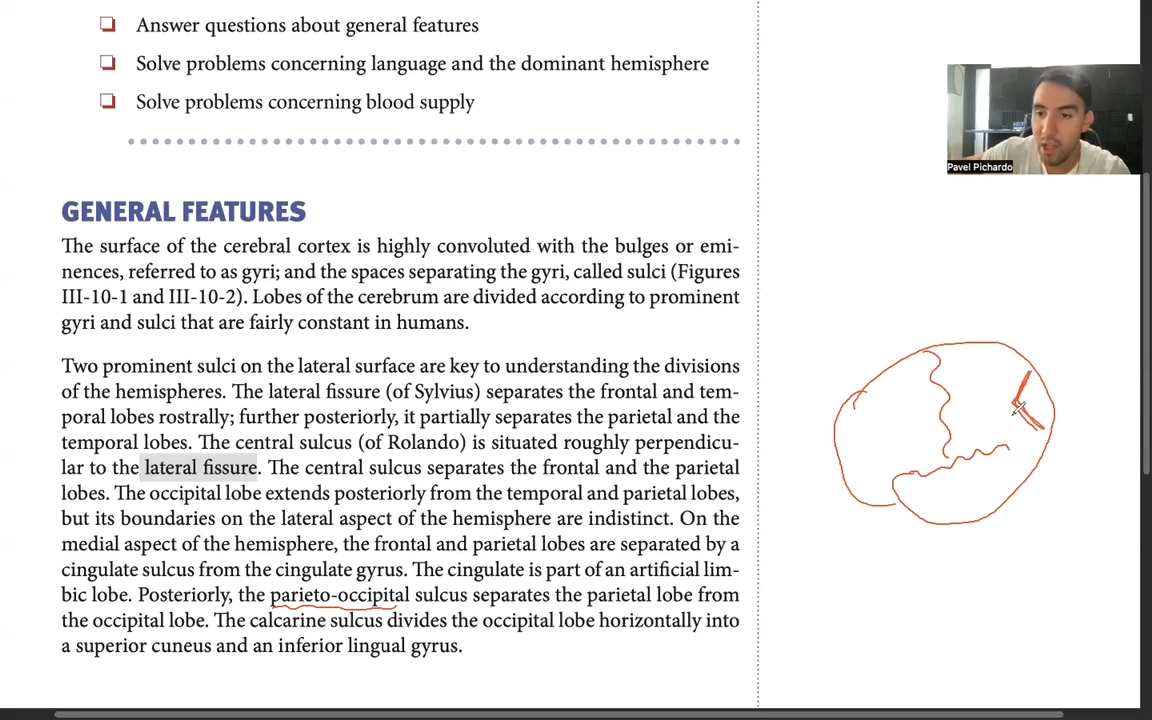 ❏ Answer questions about general features
❏ Solve problems concerning language and the dominant hemisphere
❏ Solve problems concerning blood supply
Pavel Pichardo
GENERAL FEATURES
The surface of the cerebral cortex is highly convoluted with the bulges or emi-
nences, referred to as gyri; and the spaces separating the gyri, called sulci (Figures
III-10-1 and III-10-2). Lobes of the cerebrum are divided according to prominent
gyri and sulci that are fairly constant in humans.
Two prominent sulci on the lateral surface are key to understanding the divisions
of the hemispheres. The lateral fissure (of Sylvius) separates the frontal and tem-
poral lobes rostrally; further posteriorly, it partially separates the parietal and the
temporal lobes. The central sulcus (of Rolando) is situated roughly perpendicu-
lar to the lateral fissure. The central sulcus separates the frontal and the parietal
lobes. The occipital lobe extends posteriorly from the temporal and parietal lobes,
but its boundaries on the lateral aspect of the hemisphere are indistinct. On the
medial aspect of the hemisphere, the frontal and parietal lobes are separated by a
cingulate sulcus from the cingulate gyrus. The cingulate is part of an artificial lim-
bic lobe. Posteriorly, the parieto-occipital sulcus separates the parietal lobe from
the occipital lobe. The calcarine sulcus divides the occipital lobe horizontally into
a superior cuneus and an inferior lingual gyrus.